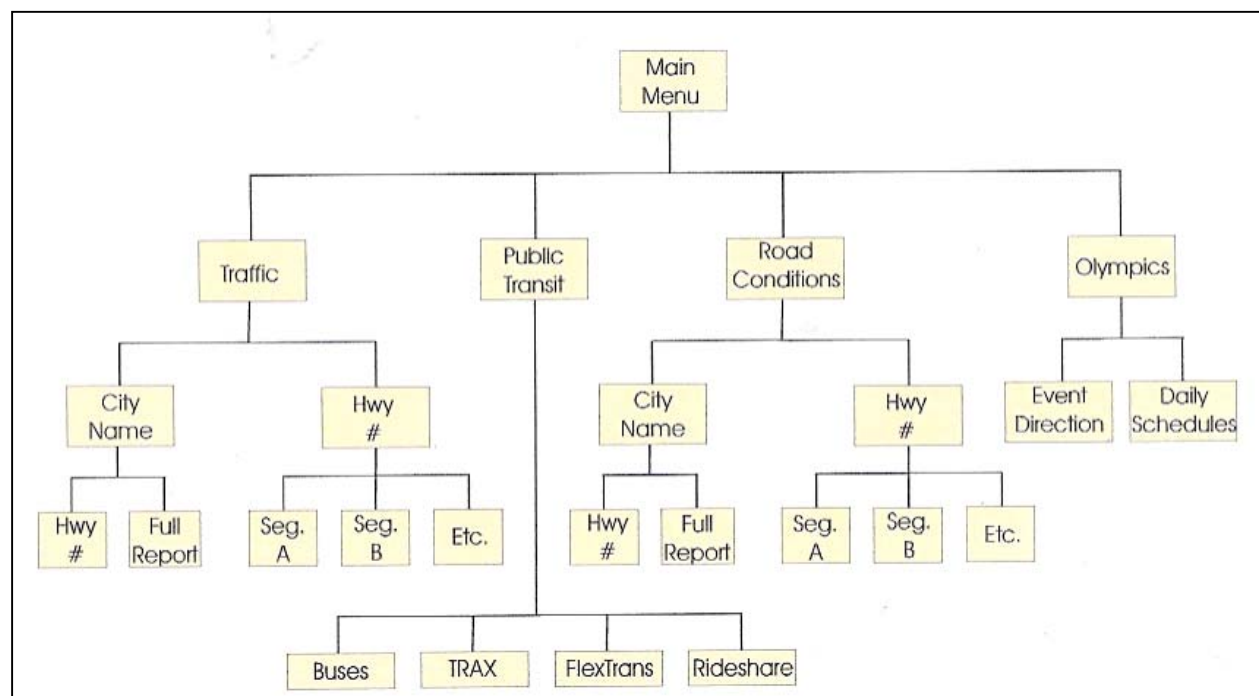 Main
Menu
Traffic
Public
Transit
Road
Conditions
Olympics
City
Name
Hwy
#
City
Name
Hwy
#
Event
Direction
Daily
Schedules
Hwy
#
Full
Report
Seg.
A
Seg.
B
Etc.
Hwy
#
Full
Report
Seg.
A
Seg.
B
Etc.
Buses
TRAX
FlexTrans
Rideshare